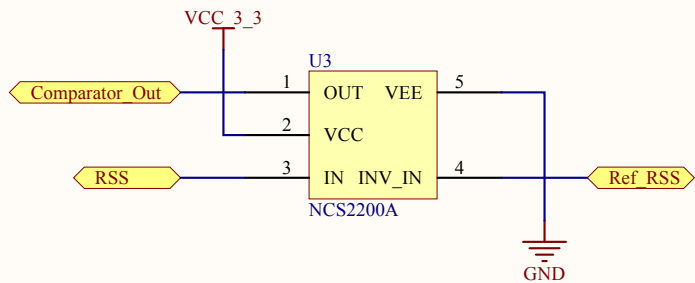 VCC_3_3
U3
Comparator_Out 1 OUT VEE 5
2 VCC
RSS 3 IN INV_IN 4 Ref_RSS
NCS2200A
GND